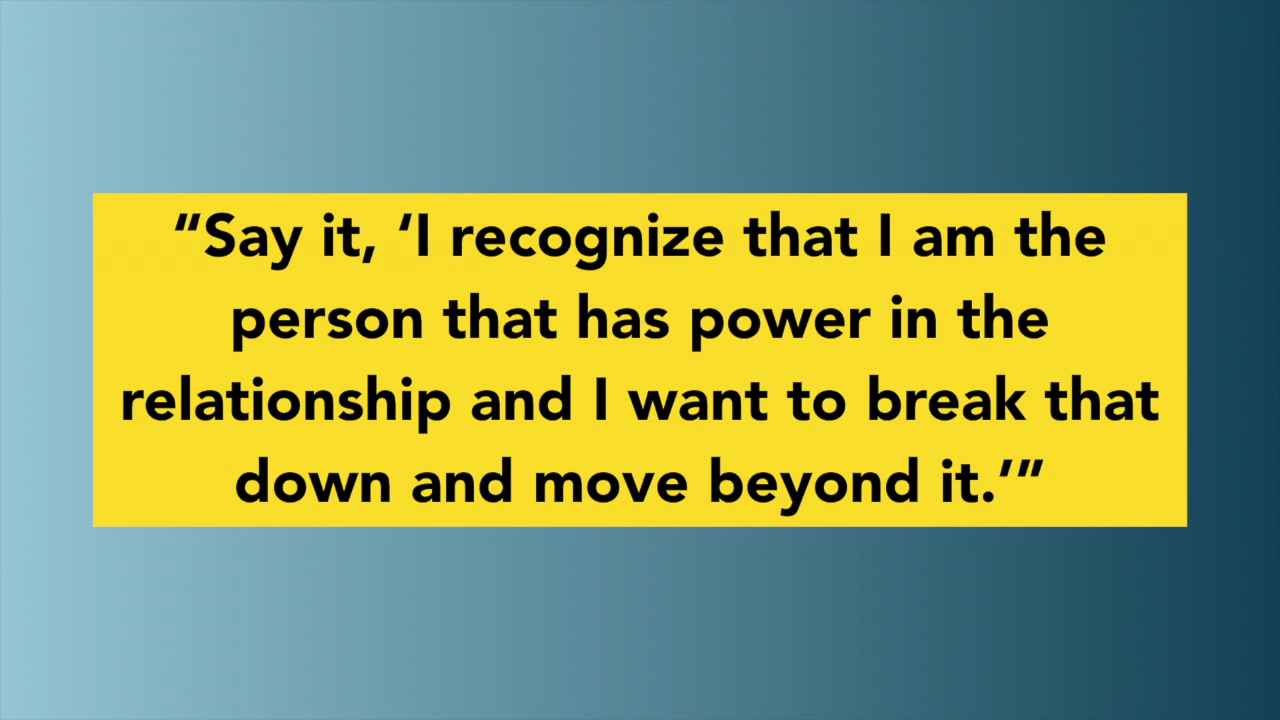 “Say it, ‘I recognize that I am the
person that has power in the
relationship and I want to break that
down and move beyond it.’”